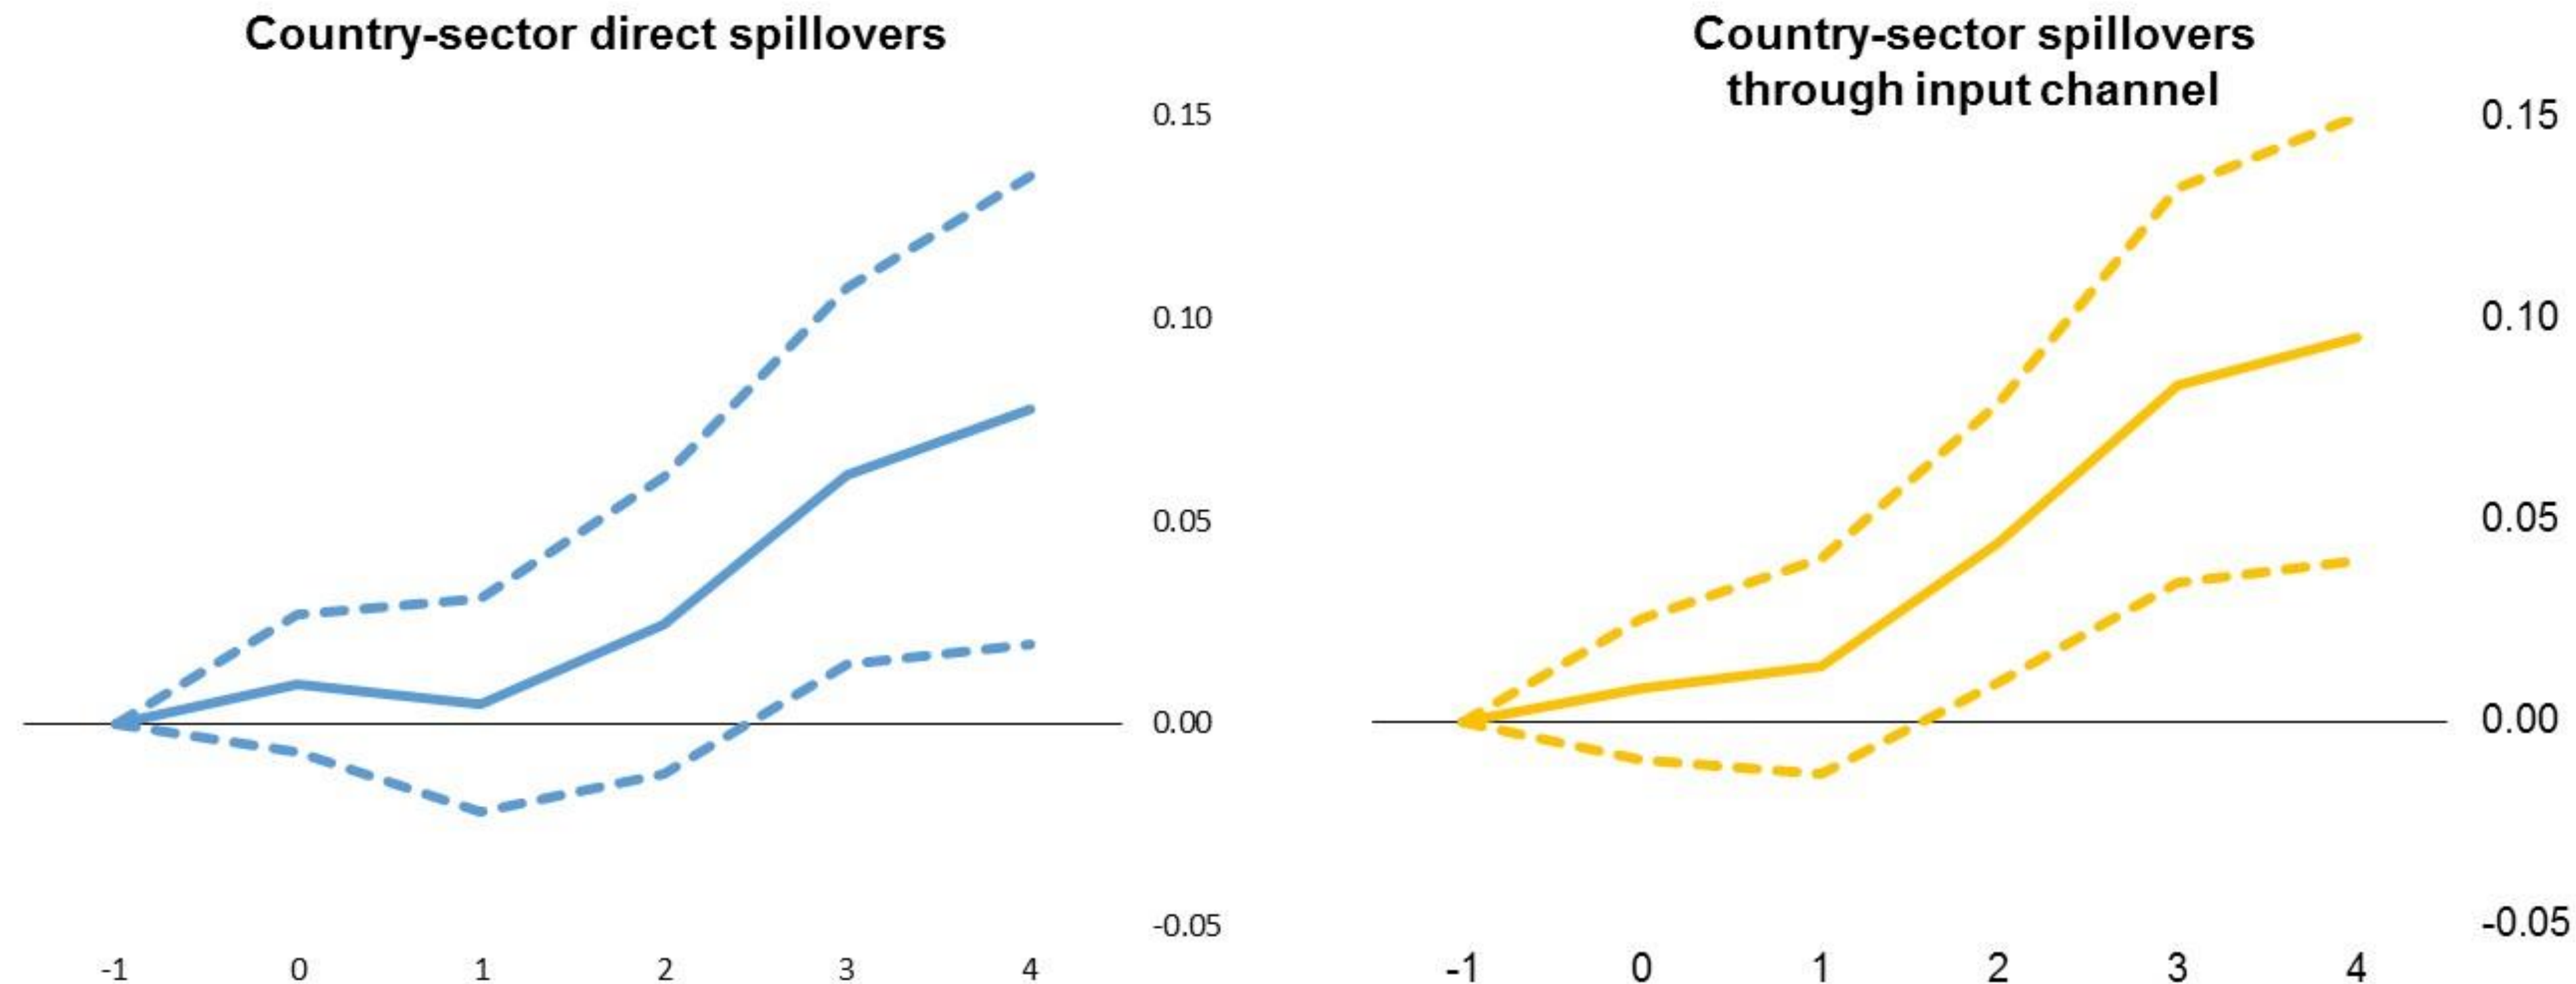 Country-sector direct spillovers
0.15
0.10
0.05
0.00
-0.05
-1 0 1 2 3 4
Country-sector spillovers
through input channel
0.15
0.10
0.05
0.00
-0.05
-1 0 1 2 3 4